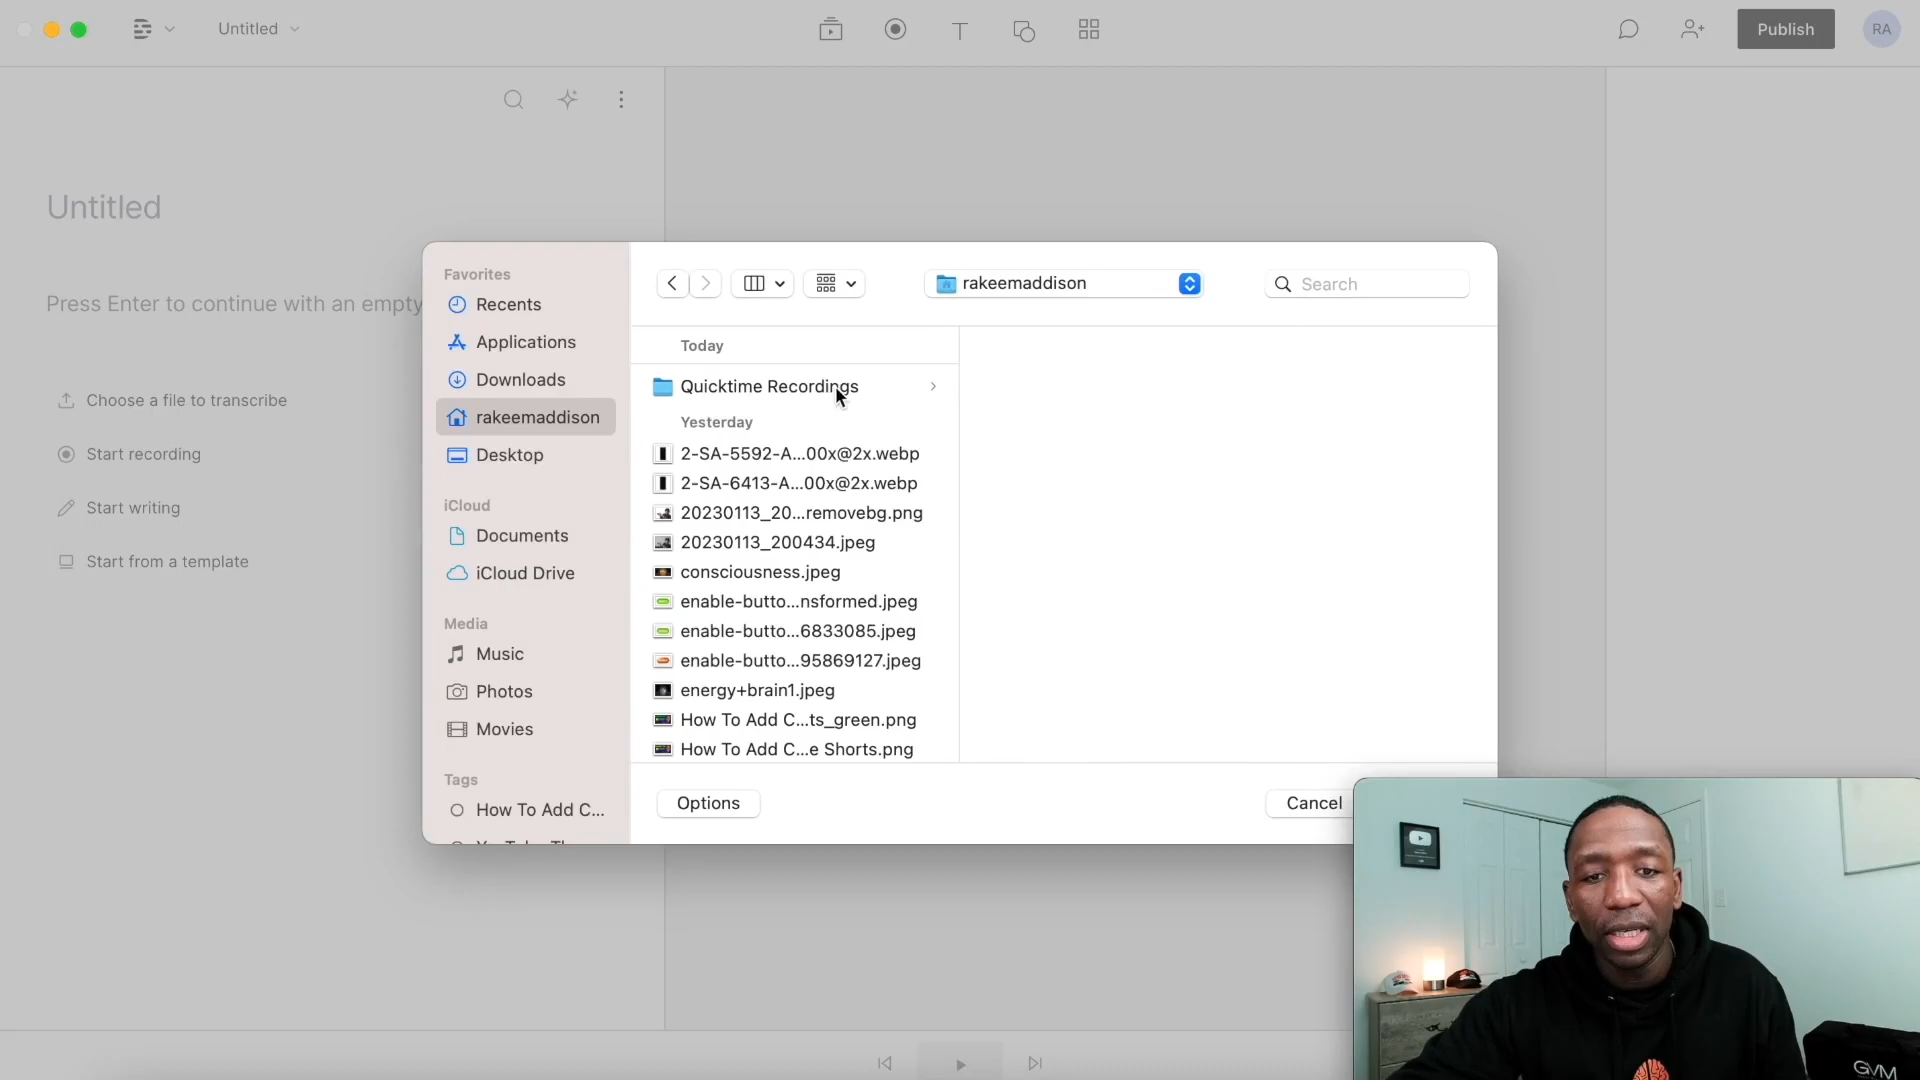 Untitled
Publish
RA
Untitled
Press Enter to continue with an empty
Choose a file to transcribe
Start recording
Start writing
Start from a template
Favorites
Recents
Applications
Downloads
rakeemaddison
Desktop
iCloud
Documents
iCloud Drive
Media
Music
Photos
Movies
Tags
How To Add C...
rakeemaddison
Search
Today
Quicktime Recordings
Yesterday
2-SA-5592-A...00x@2x.webp
2-SA-6413-A...00x@2x.webp
20230113_20...removebg.png
20230113_200434.jpeg
consciousness.jpeg
enable-butto...nsformed.jpeg
enable-butto...6833085.jpeg
enable-butto...95869127.jpeg
energy+brain1.jpeg
How To Add C...ts_green.png
How To Add C...e Shorts.png
Options
Cancel
GVM